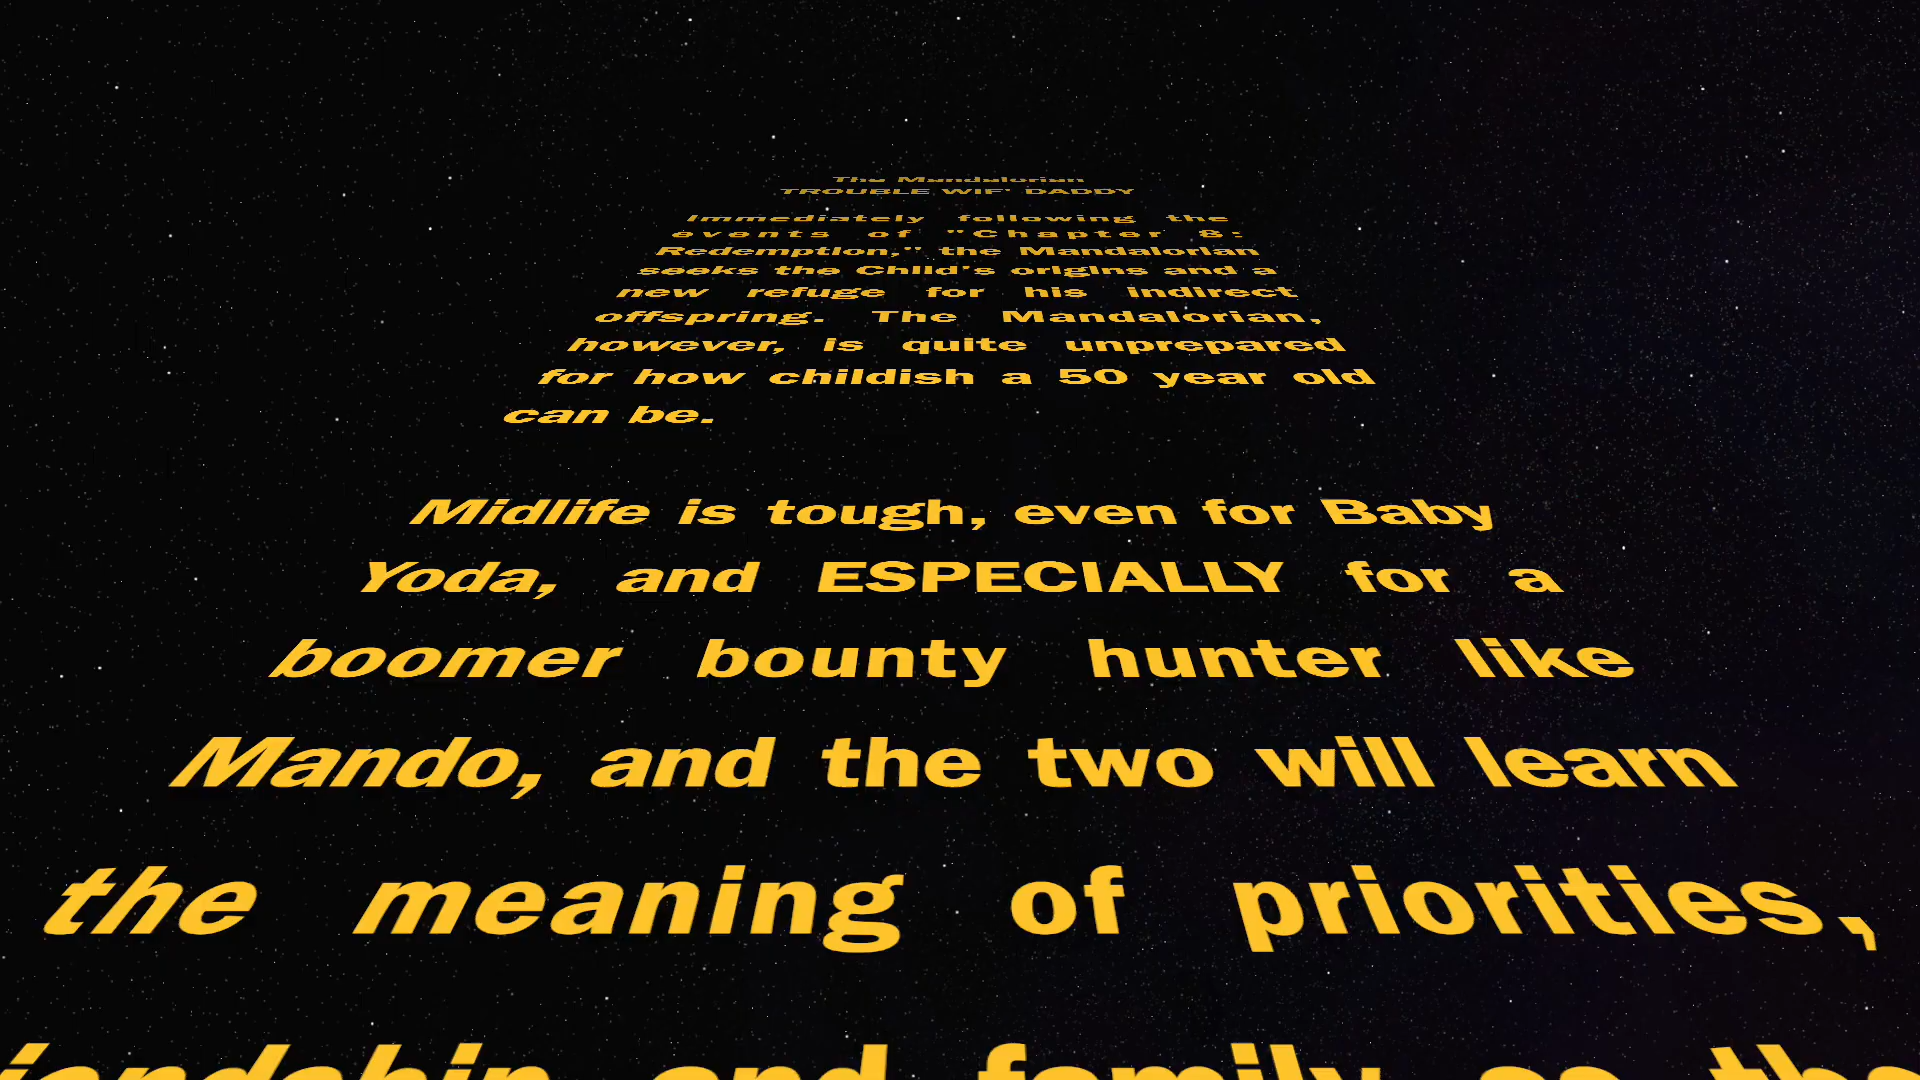 The Mandalorian
TROUBLE WIF' DADDY
Immediately following the
events of "Chapter 8:
Redemption," the Mandalorian
seeks the Child's origins and a
new refuge for his indirect
offspring. The Mandalorian,
however, is quite unprepared
for how childish a 50 year old
can be.
Midlife is tough, even for Baby
Yoda, and ESPECIALLY for a
boomer bounty hunter like
Mando, and the two will learn
the meaning of priorities,
and family as